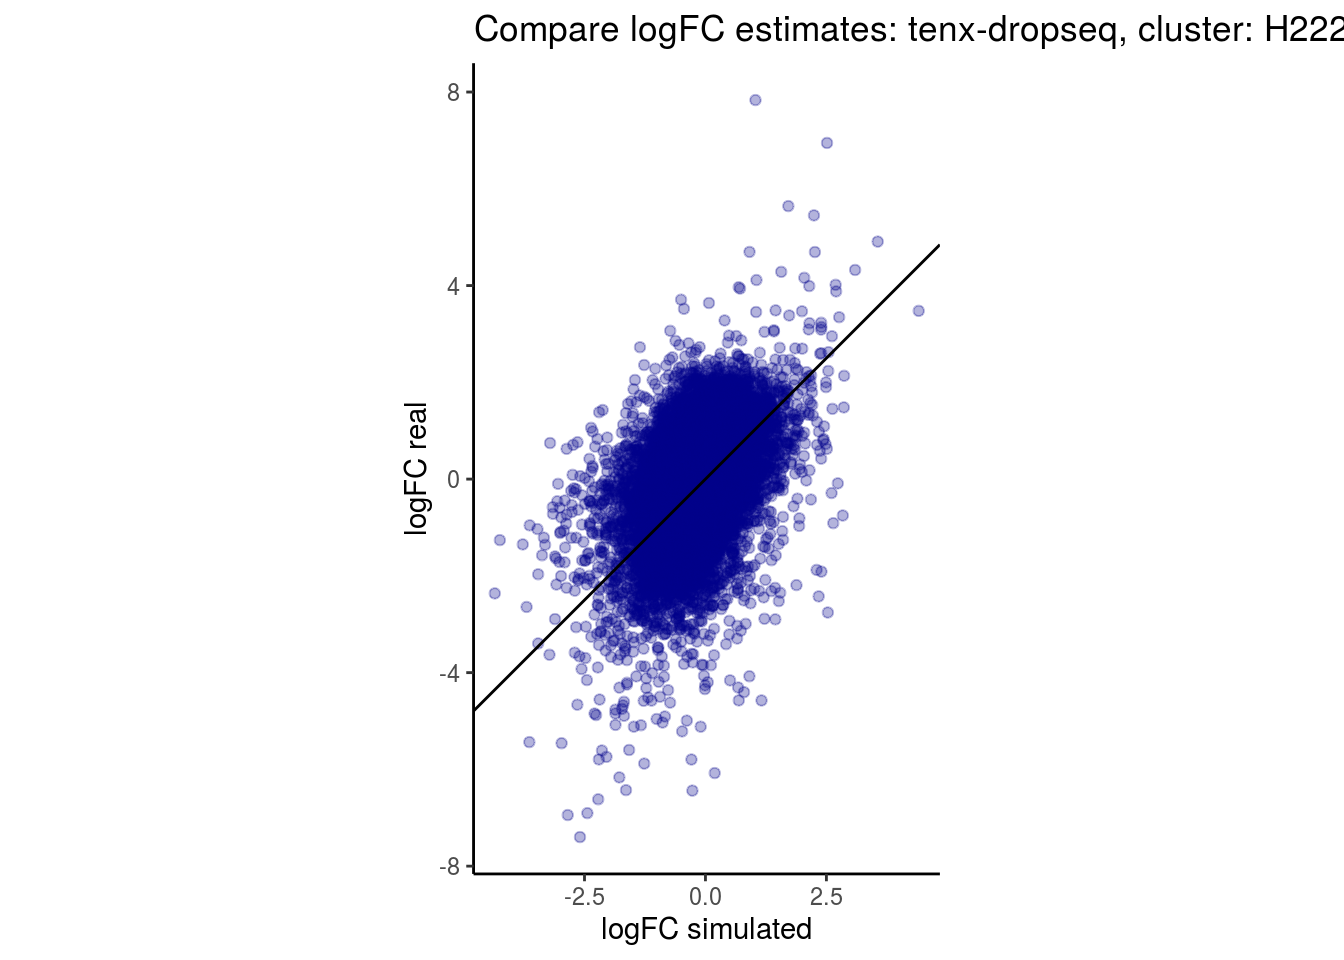 Compare logFC estimates: tenx-dropseq, cluster: H222
8
4
0
-4
-8
logFC real
-2.5 0.0 2.5
logFC simulated